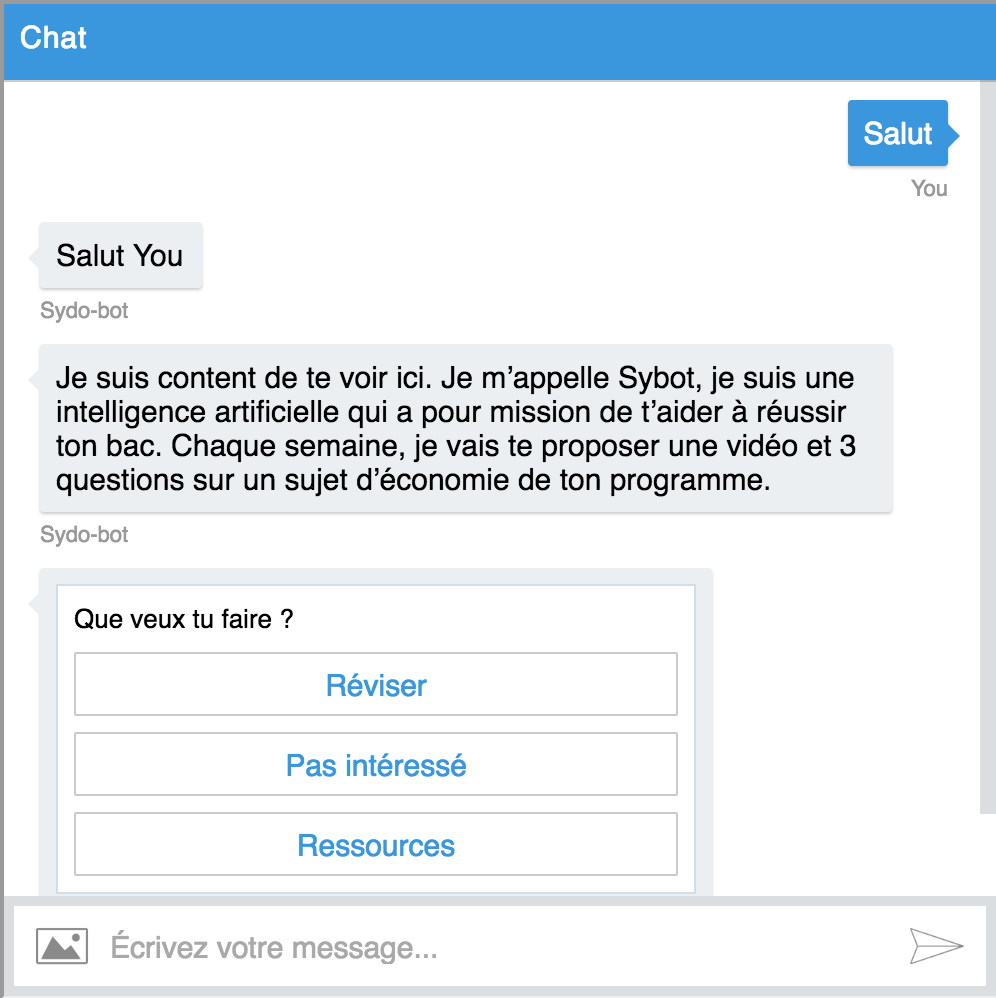 Chat
Salut
You
Salut You
Sydo-bot
Je suis content de te voir ici. Je m’appelle Sybot, je suis une
intelligence artificielle qui a pour mission de t’aider à réussir
ton bac. Chaque semaine, je vais te proposer une vidéo et 3
questions sur un sujet d’économie de ton programme.
Sydo-bot
Que veux tu faire ?
Réviser
Pas intéressé
Ressources
Écrivez votre message...